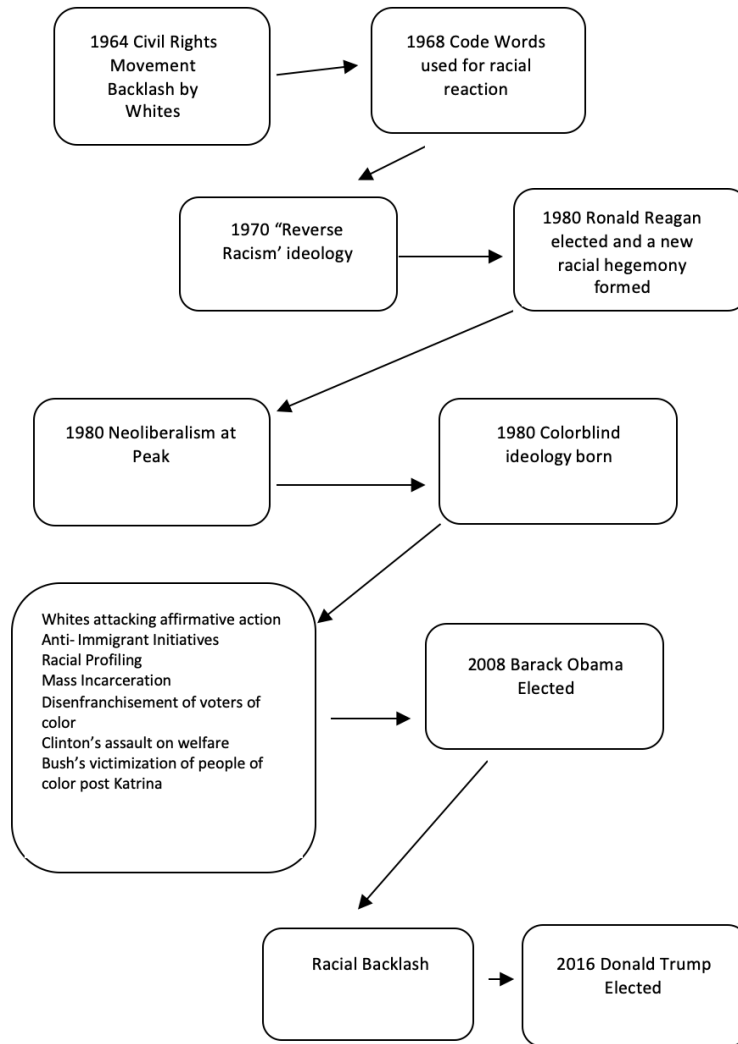 1964 Civil Rights
Movement
Backlash by
Whites
1968 Code Words
used for racial
reaction
1970 “Reverse
Racism’ ideology
1980 Ronald Reagan
elected and a new
racial hegemony
formed
1980 Neoliberalism at
Peak
1980 Colorblind
ideology born
Whites attacking affirmative action
Anti- Immigrant Initiatives
Racial Profiling
Mass Incarceration
Disenfranchisement of voters of
color
Clinton’s assault on welfare
Bush’s victimization of people of
color post Katrina
2008 Barack Obama
Elected
Racial Backlash
2016 Donald Trump
Elected